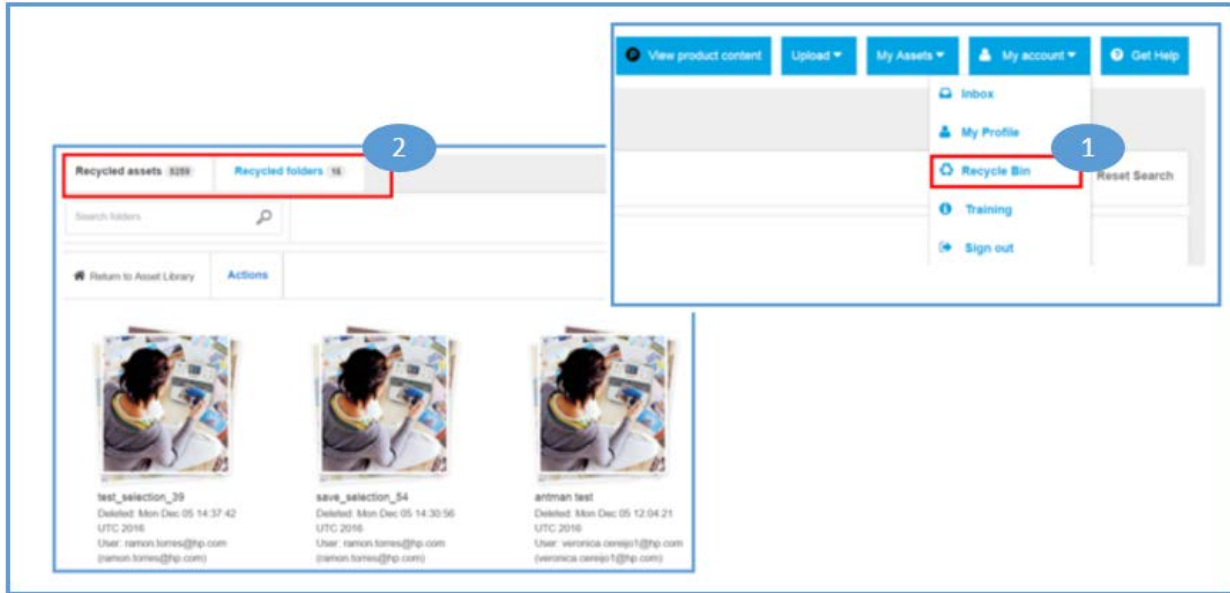 View product content
Upload
My Assets
My account
Get Help
Inbox
My Profile
1
Recycle Bin
Reset Search
Training
Sign out
2
Recycled assets 5259
Recycled folders 16
Search folders
Return to Asset Library
Actions
test_selection_39
Deleted: Mon Dec 05 14:37:42
UTC 2016
User: ramon.torres@hp.com
(ramon.torres@hp.com)
save_selection_54
Deleted: Mon Dec 05 14:30:56
UTC 2016
User: ramon.torres@hp.com
(ramon.torres@hp.com)
antman test
Deleted: Mon Dec 05 12:04:21
UTC 2016
User: veronica.cereijo1@hp.com
(veronica.cereijo1@hp.com)